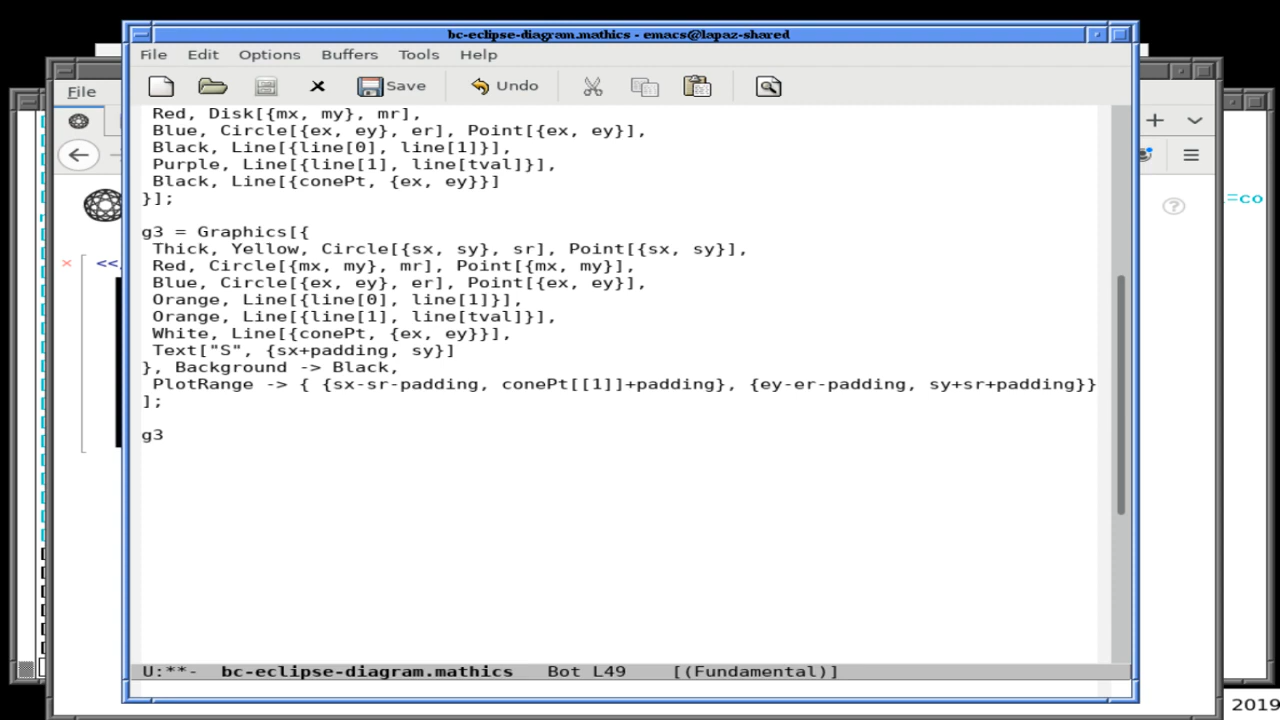 bc-eclipse-diagram.mathics - emacs@lapaz-shared
File Edit Options Buffers Tools Help
Save Undo
File
Red, Disk[{mx, my}, mr],
Blue, Circle[{ex, ey}, er], Point[{ex, ey}],
Black, Line[{line[0], line[1]}],
Purple, Line[{line[1], line[tval]}],
Black, Line[{conePt, {ex, ey}}]
}];
=co
g3 = Graphics[{
Thick, Yellow, Circle[{sx, sy}, sr], Point[{sx, sy}],
Red, Circle[{mx, my}, mr], Point[{mx, my}],
<<
Blue, Circle[{ex, ey}, er], Point[{ex, ey}],
Orange, Line[{line[0], line[1]}],
Orange, Line[{line[1], line[tval]}],
White, Line[{conePt, {ex, ey}}],
Text["S", {sx+padding, sy}]
}, Background -> Black,
PlotRange -> { {sx-sr-padding, conePt[[1]]+padding}, {ey-er-padding, sy+sr+padding}}
];
g3
U:**- bc-eclipse-diagram.mathics Bot L49 [(Fundamental)]
2019